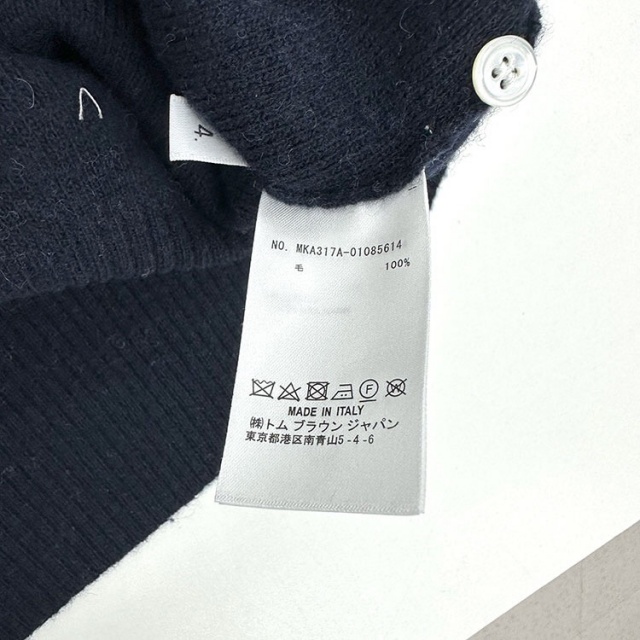 4.
NO. MKA317A-01085614
毛 100%
MADE IN ITALY
㈱トム ブラウン ジャパン
東京都港区南青山5-4-6